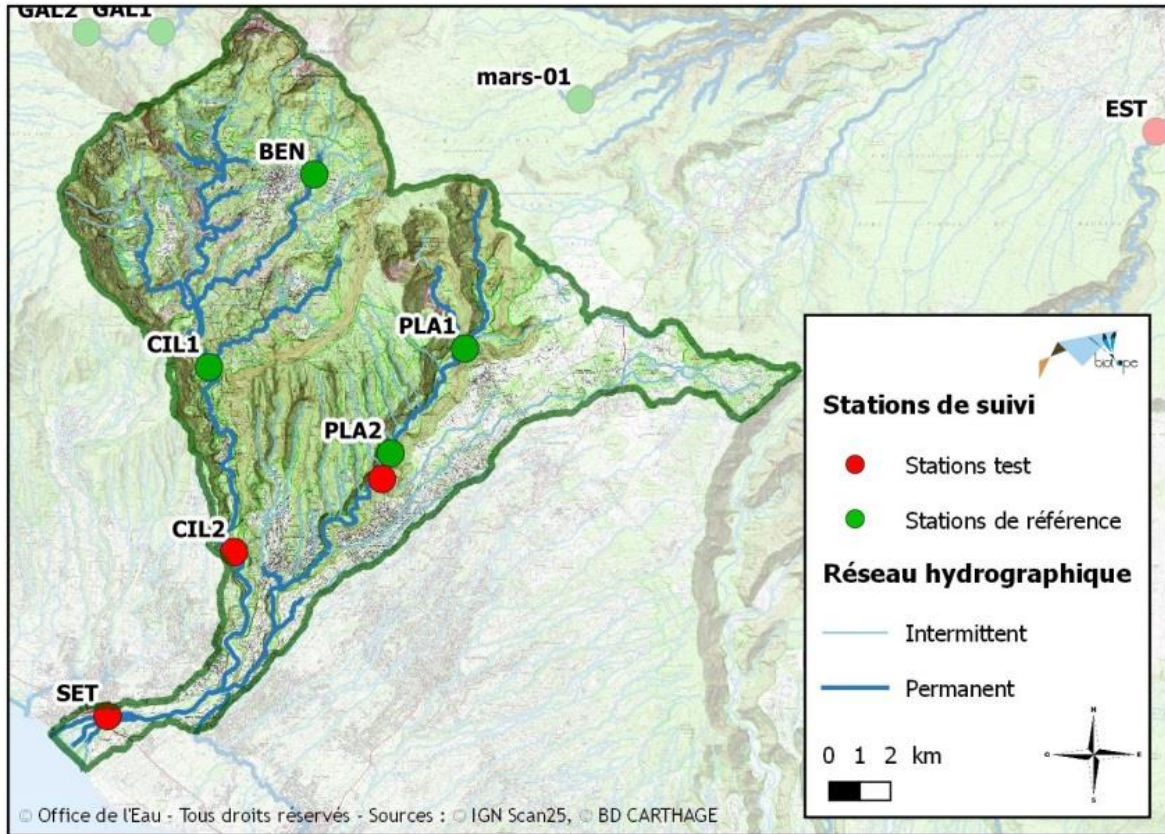 GAL2 GAL1
mars-01
EST
BEN
PLA1
CIL1
PLA2
CIL2
SET
biotope
Stations de suivi
Stations test
Stations de référence
Réseau hydrographique
Intermittent
Permanent
N
O E
S
0 1 2 km
© Office de l'Eau - Tous droits réservés - Sources : © IGN Scan25, © BD CARTHAGE